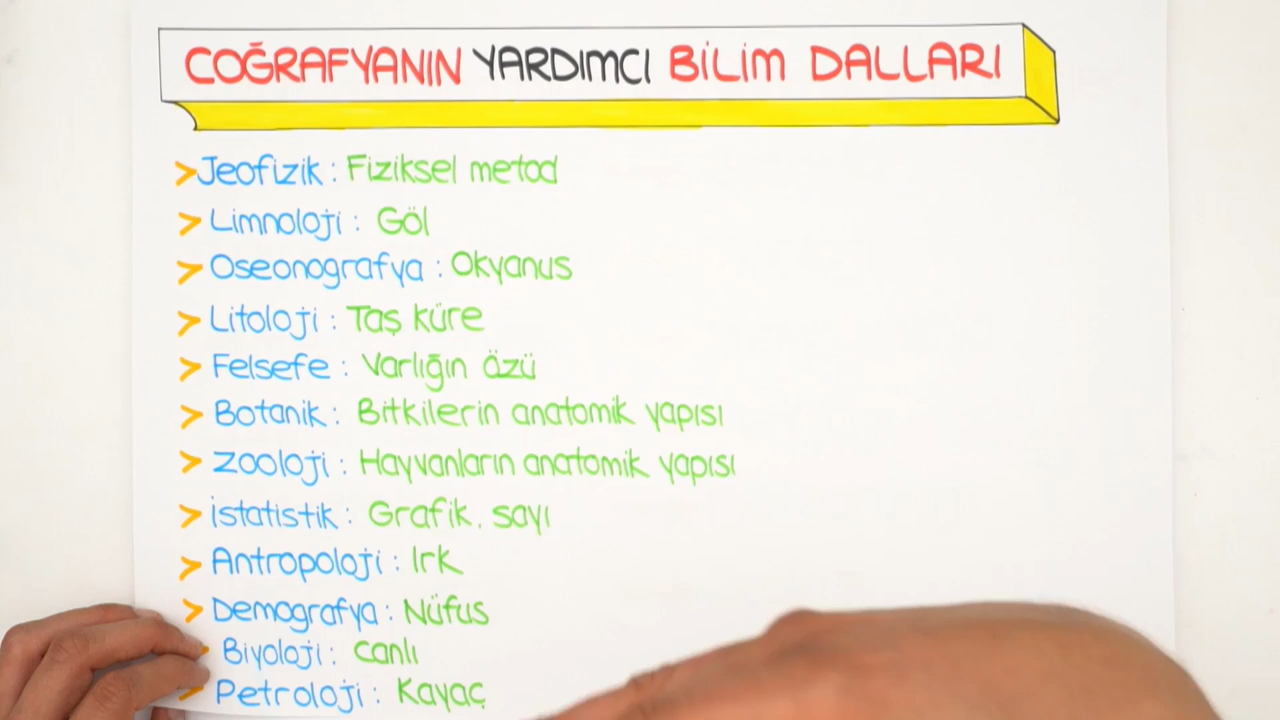 COĞRAFYANIN YARDIMCI BİLİM DALLARI
➤Jeofizik : Fiziksel metod
➤ Limnoloji : Göl
➤ Oseonografya : Okyanus
➤ Litoloji : Taş küre
➤ Felsefe : Varlığın özü
➤ Botanik : Bitkilerin anatomik yapısı
➤ Zooloji : Hayvanların anatomik yapısı
➤ İstatistik : Grafik, sayı
➤ Antropoloji : Irk
➤ Demografya : Nüfus
➤ Biyoloji : Canlı
➤ Petroloji : Kayaç